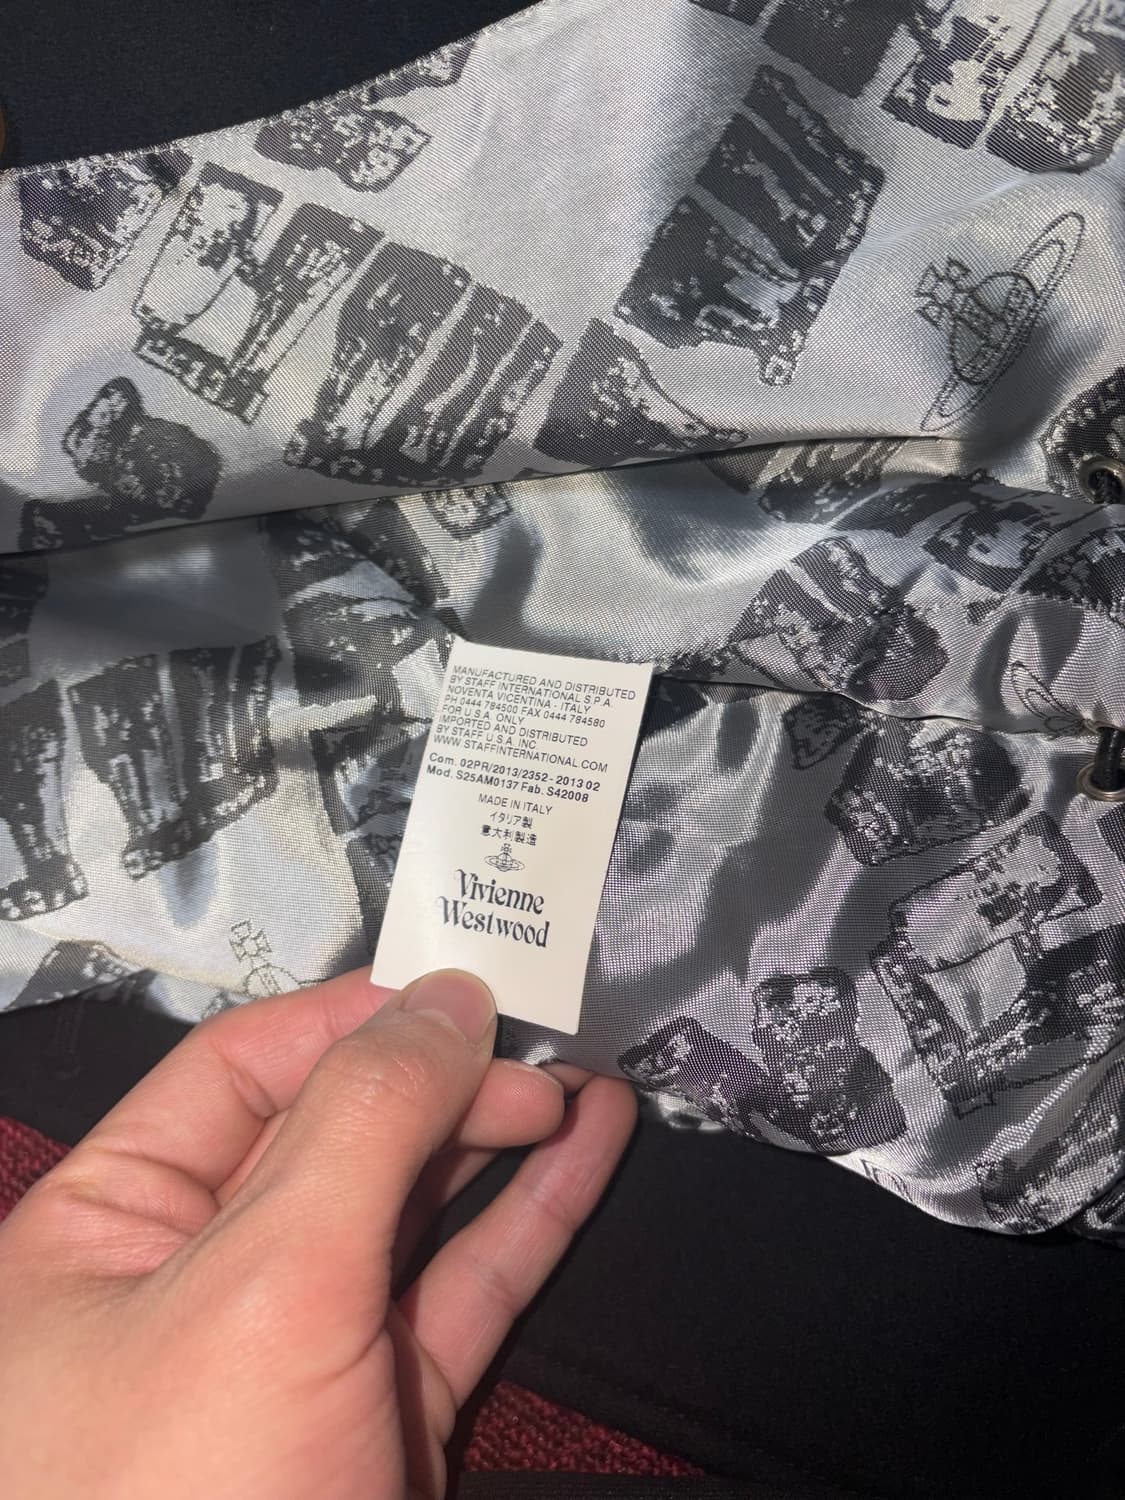 MANUFACTURED AND DISTRIBUTED
BY STAFF INTERNATIONAL S.P.A.
NOVENTA VICENTINA - ITALY
PH 0444 784500 FAX 0444 784580
FOR U.S.A. ONLY
IMPORTED AND DISTRIBUTED
BY STAFF U.S.A. INC.
WWW.STAFFINTERNATIONAL.COM
Com. 02PR/2013/2352 - 2013 02
Mod. S25AM0137 Fab. S42008
MADE IN ITALY
イタリア製
意大利製造
Vivienne
Westwood